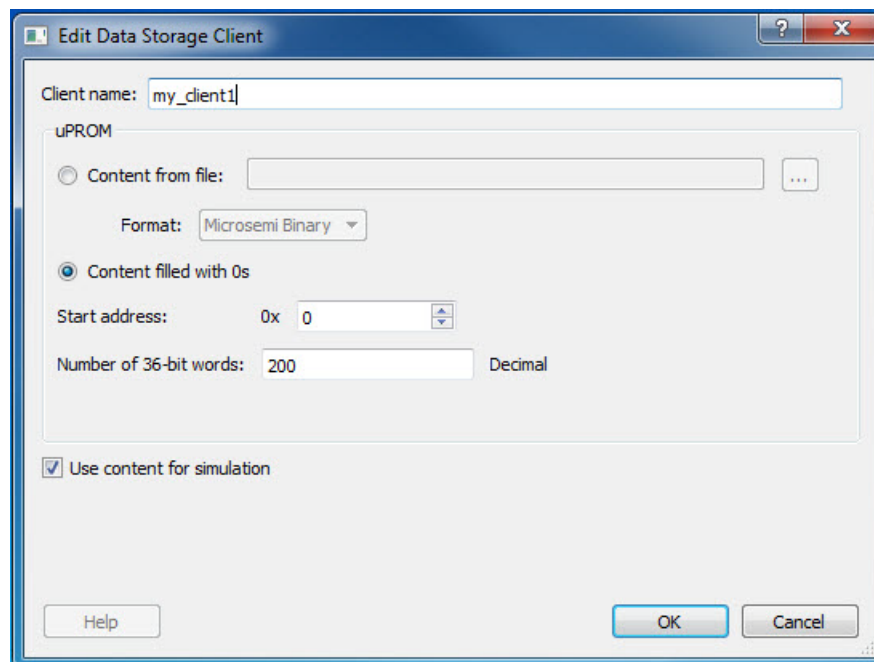 Edit Data Storage Client
?
Client name: my_client1
uPROM
Content from file: ...
Format: Microsemi Binary
Content filled with 0s
Start address: 0x 0
Number of 36-bit words: 200 Decimal
Use content for simulation
Help OK Cancel